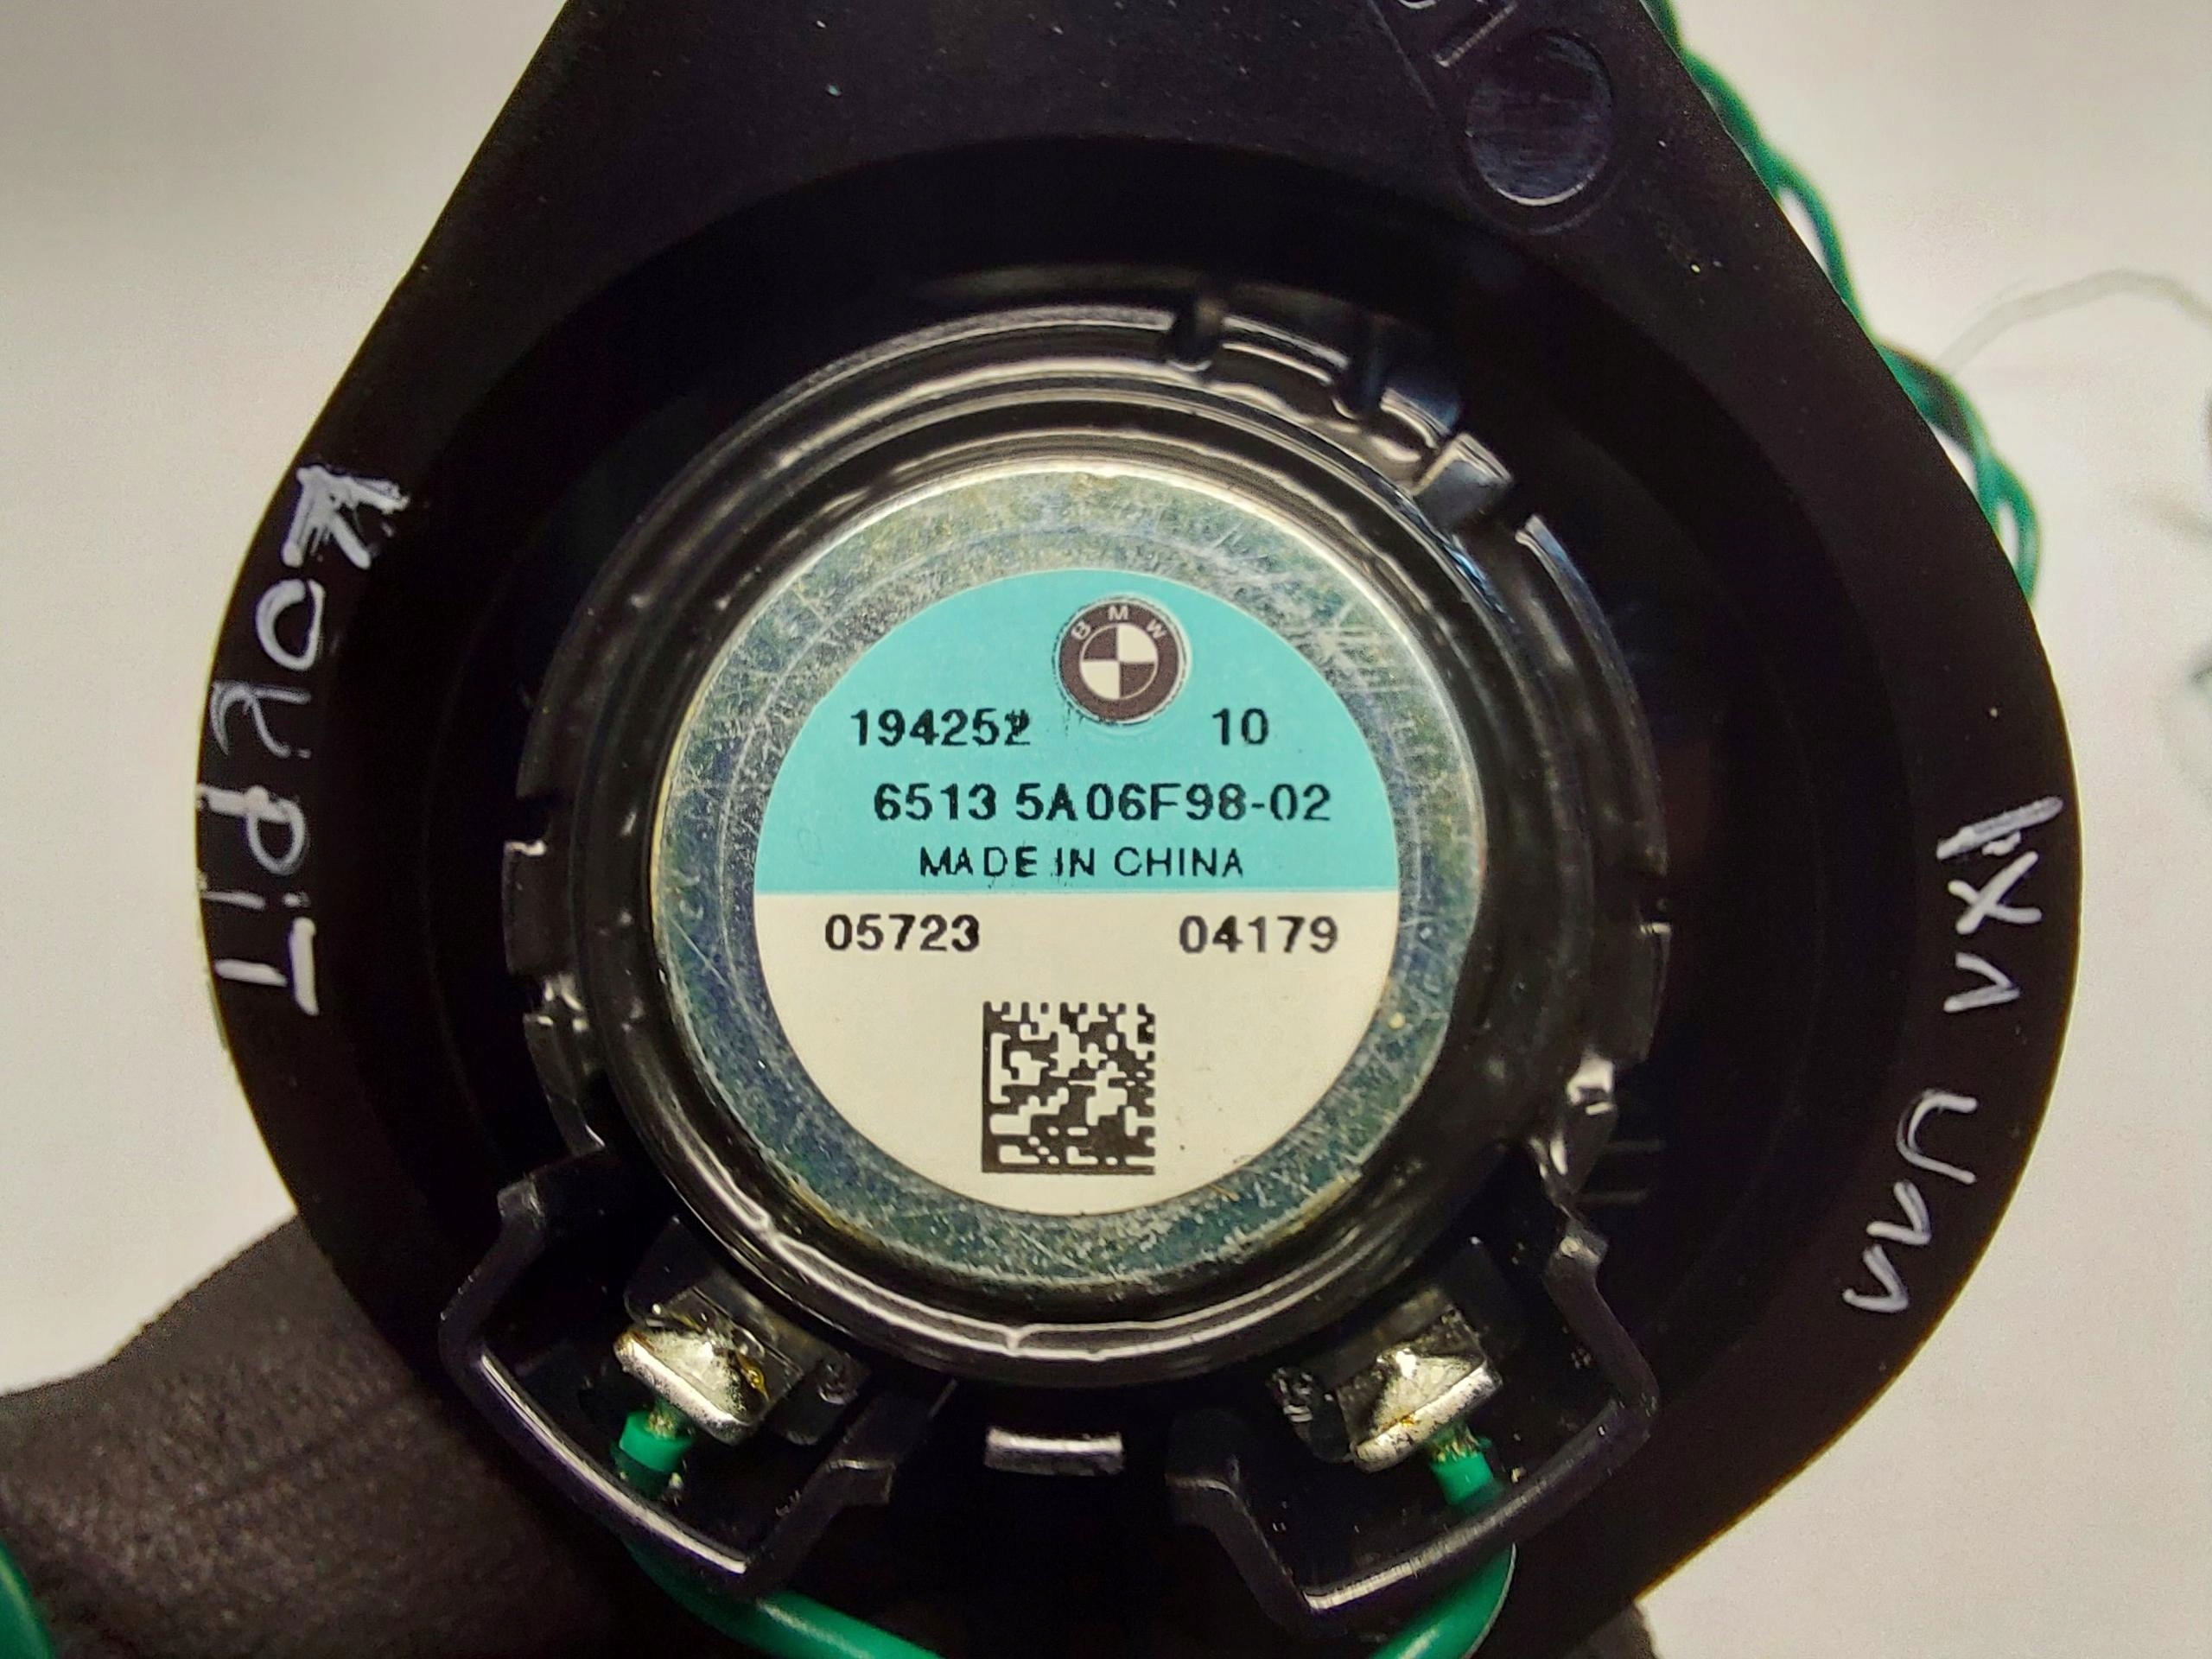 BMW
194252 10
6513 5A06F98-02
MADE IN CHINA
05723 04179
KOKPIT